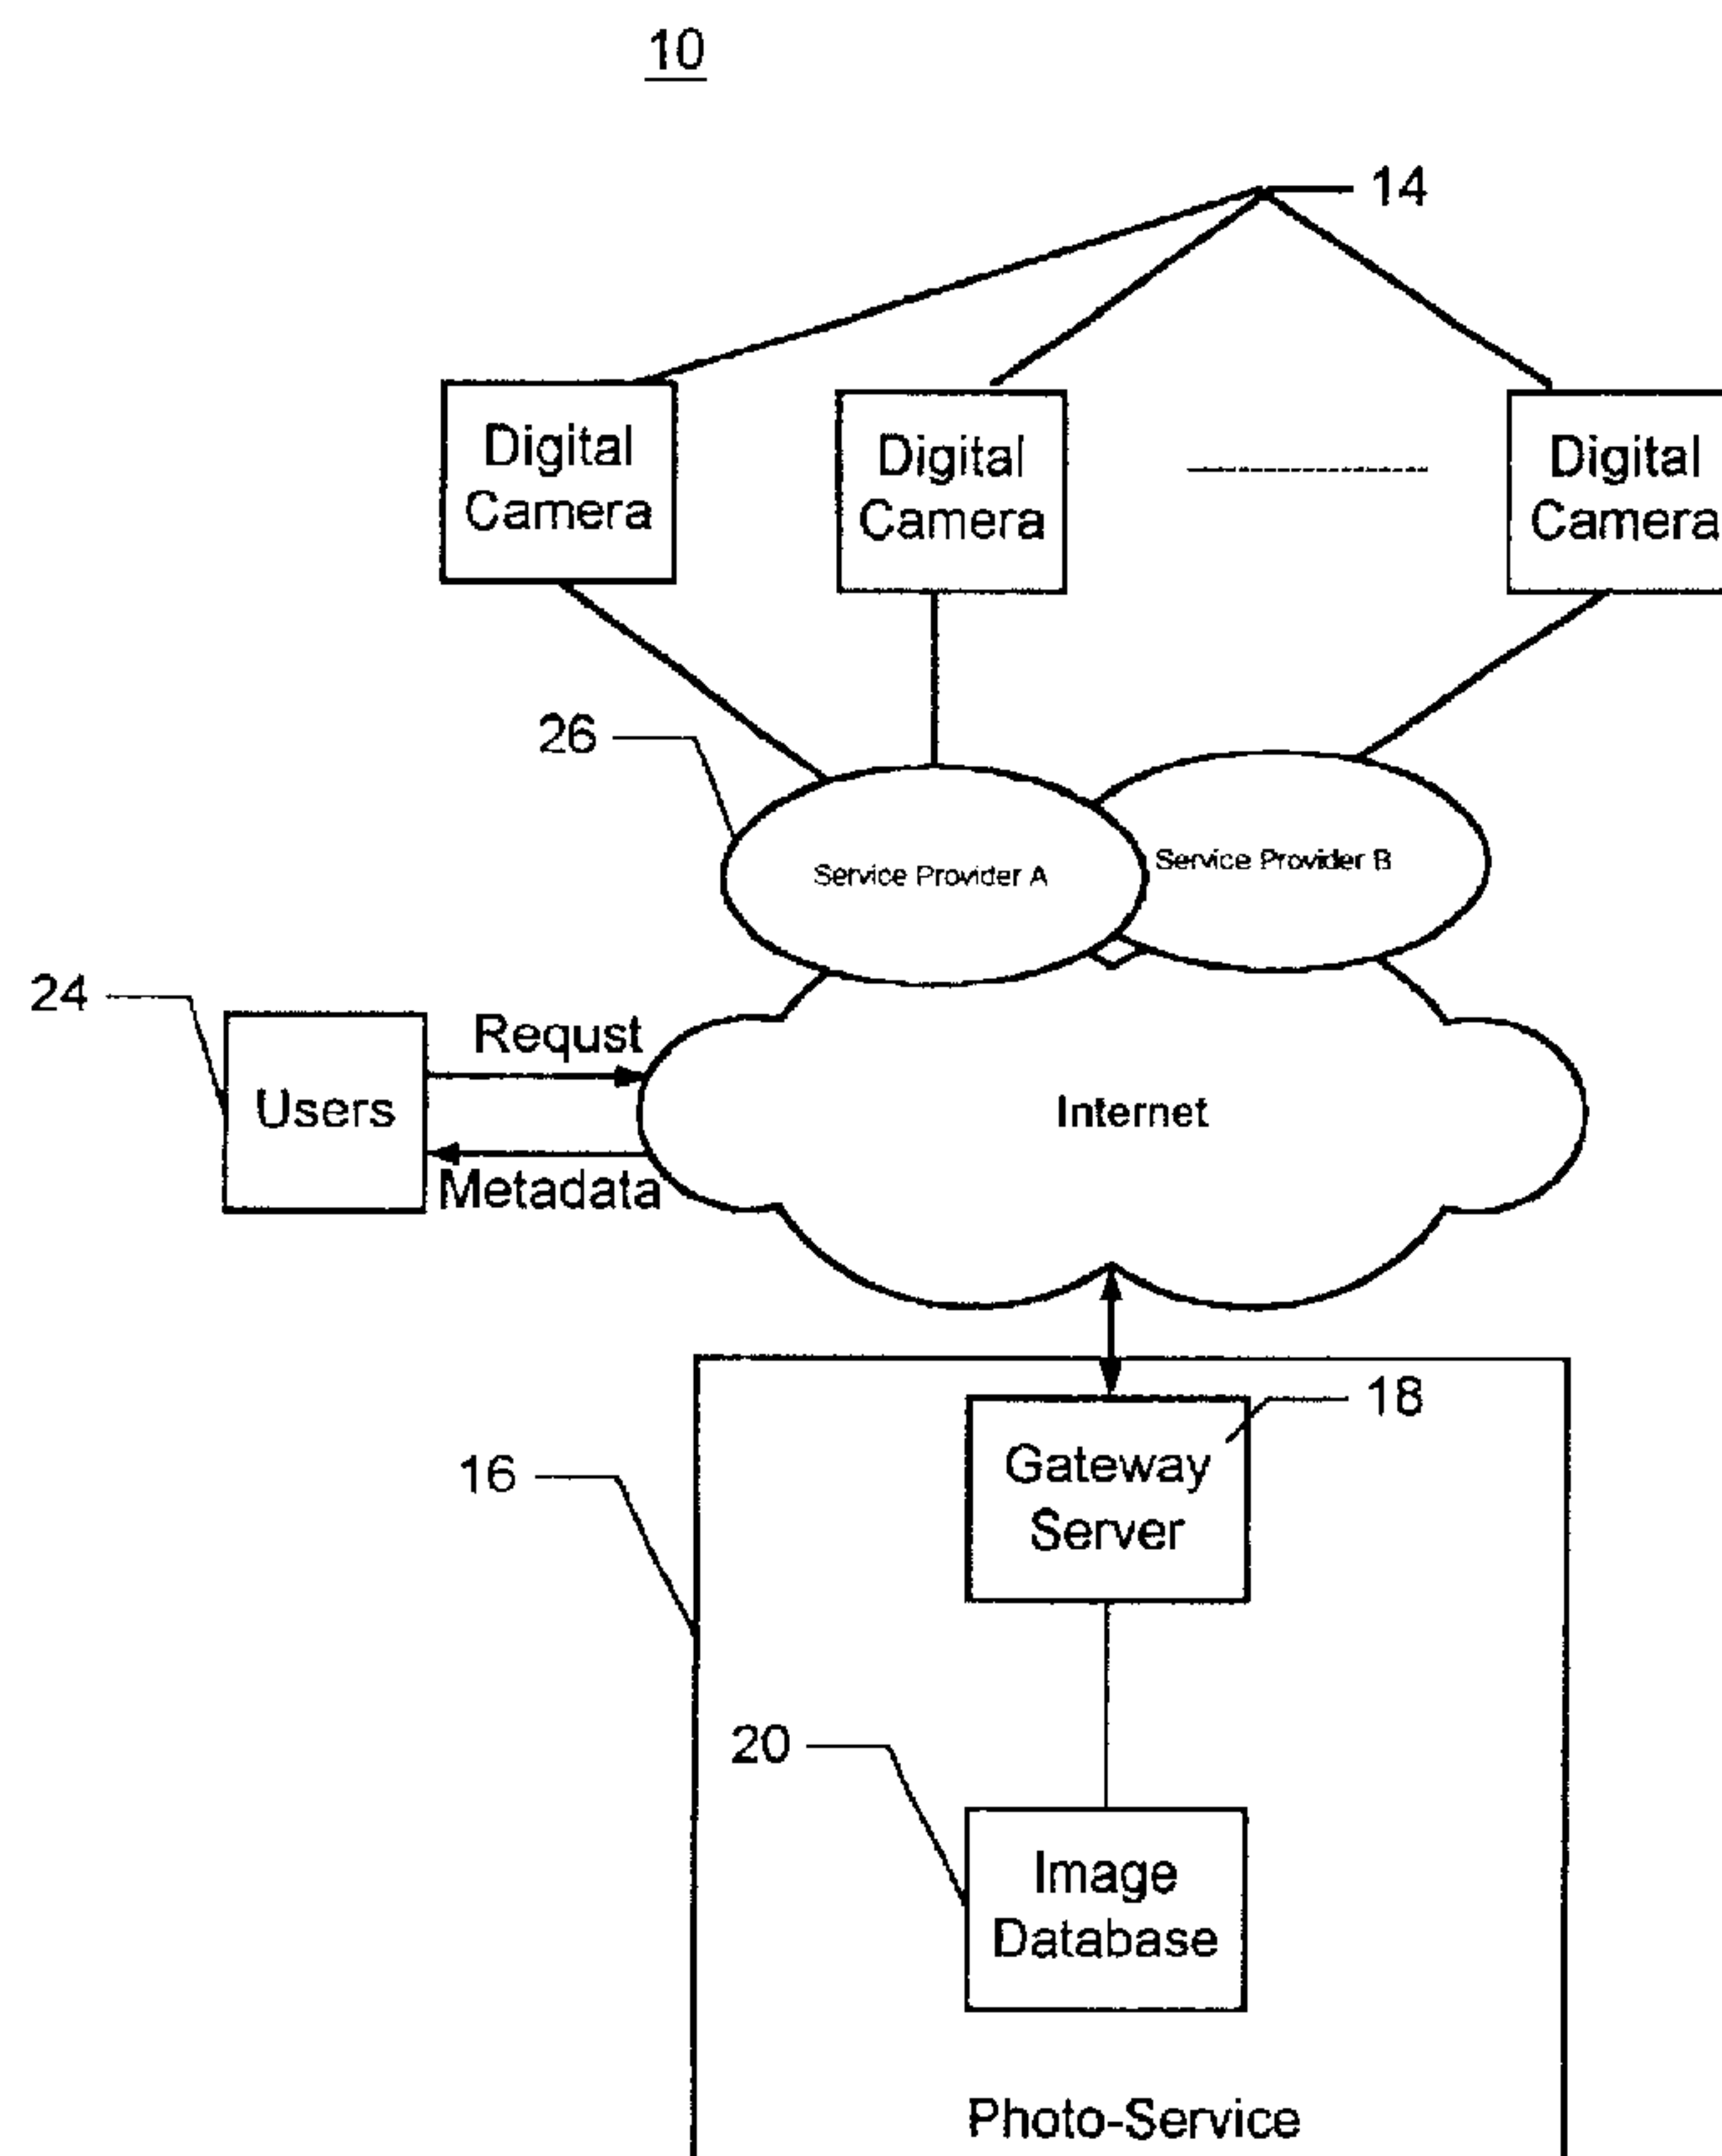 10
14
Digital
Camera
Digital
Camera
Digital
Camera
26
Service Provider A
Service Provider B
24
Requst
Users
Internet
Metadata
18
Gateway
Server
16
20
Image
Database
Photo-Service